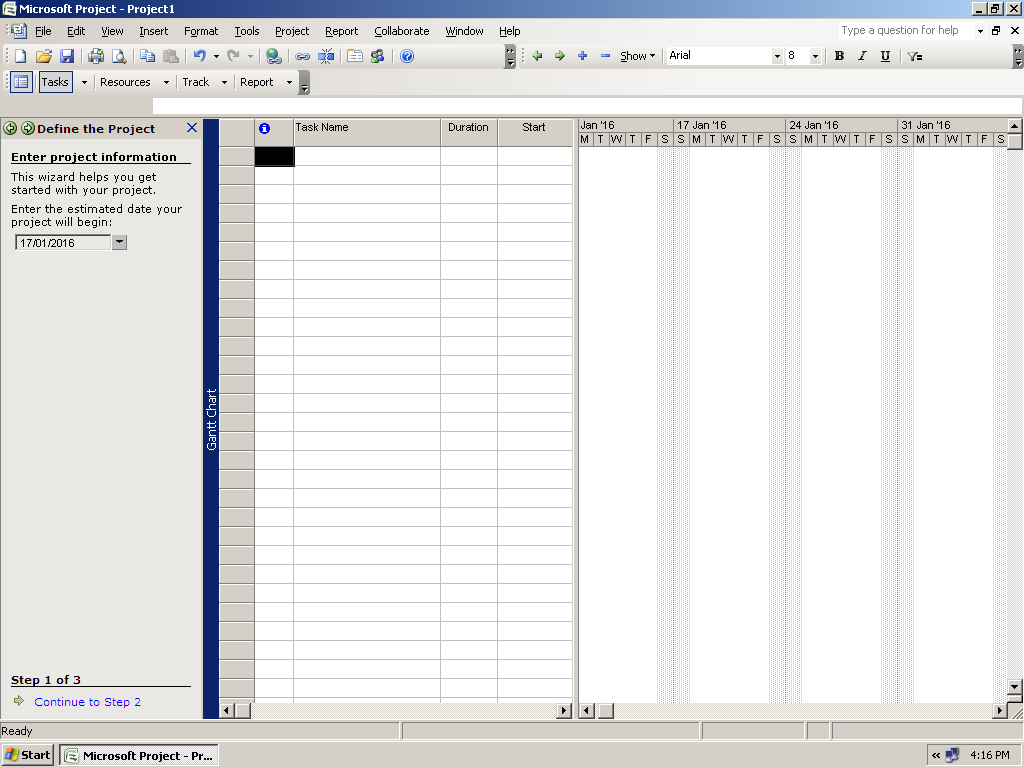 Microsoft Project - Project1
File Edit View Insert Format Tools Project Report Collaborate Window Help
Type a question for help
Show Arial 8 B I U
Tasks Resources Track Report
Define the Project
Enter project information
This wizard helps you get
started with your project.
Enter the estimated date your
project will begin:
17/01/2016
Step 1 of 3
Continue to Step 2
Gantt Chart
Task Name Duration Start
Jan '16 17 Jan '16 24 Jan '16 31 Jan '16
M T W T F S S M T W T F S S M T W T F S S M T W T F S
Ready
Start Microsoft Project - Pr... « 4:16 PM